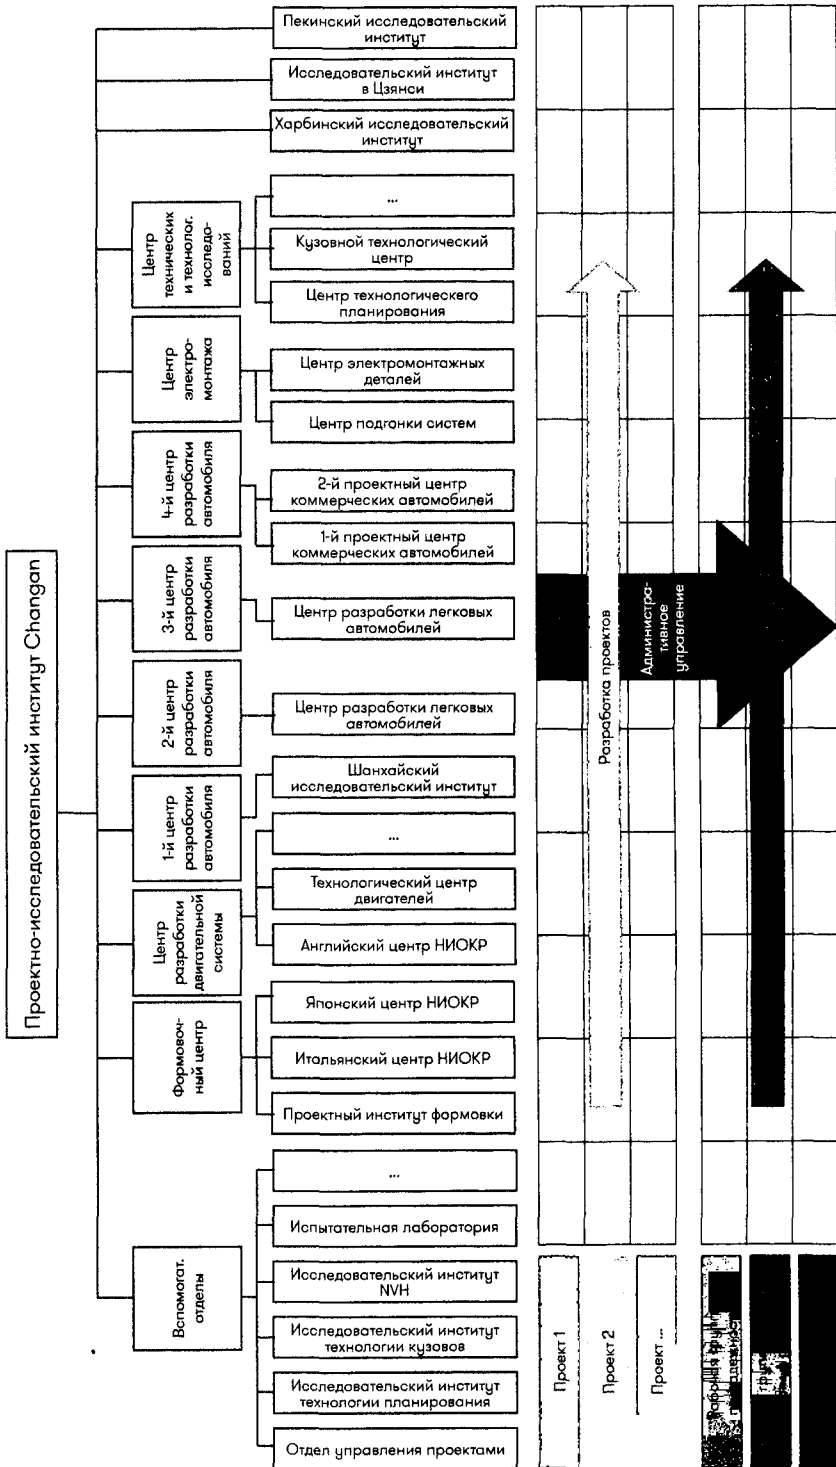 Проектно-исследовательский институт Changan
Вспомогат.
отделы
Формовоч-
ный центр
Центр
разработки
двигательной
системы
1-й центр
разработки
автомобиля
2-й центр
разработки
автомобиля
3-й центр
разработки
автомобиля
4-й центр
разработки
автомобиля
Центр
электро-
монтажа
Центр
технических
и технолог.
исследо-
ваний
Пекинский исследовательский
институт
Исследовательский институт
в Цзянси
Харбинский исследовательский
институт
...
Кузовной технологический
центр
Центр технологичесrего
планирования
Центр электромонтажных
деталей
Центр подгонки систем
2-й проектный центр
коммерческих автомобилей
1-й проектный центр
коммерческих автомобилей
Центр разработки легковых
автомобилей
Центр разработки легковых
автомобилей
Шанхайский
исследовательский институт
...
Технологический центр
двигателей
Английский центр НИОКР
Японский центр НИОКР
Итальянский центр НИОКР
Проектный институт формовки
...
Испытательная лаборатория
Исследовательский институт
NVH
Исследовательский институт
технологии кузовов
Исследовательский институт
технологии планирования
Отдел управления проектами
Разработка проектов
Администра-
тивное
управление
Проект 1
Проект 2
Проект ...
Рабочая